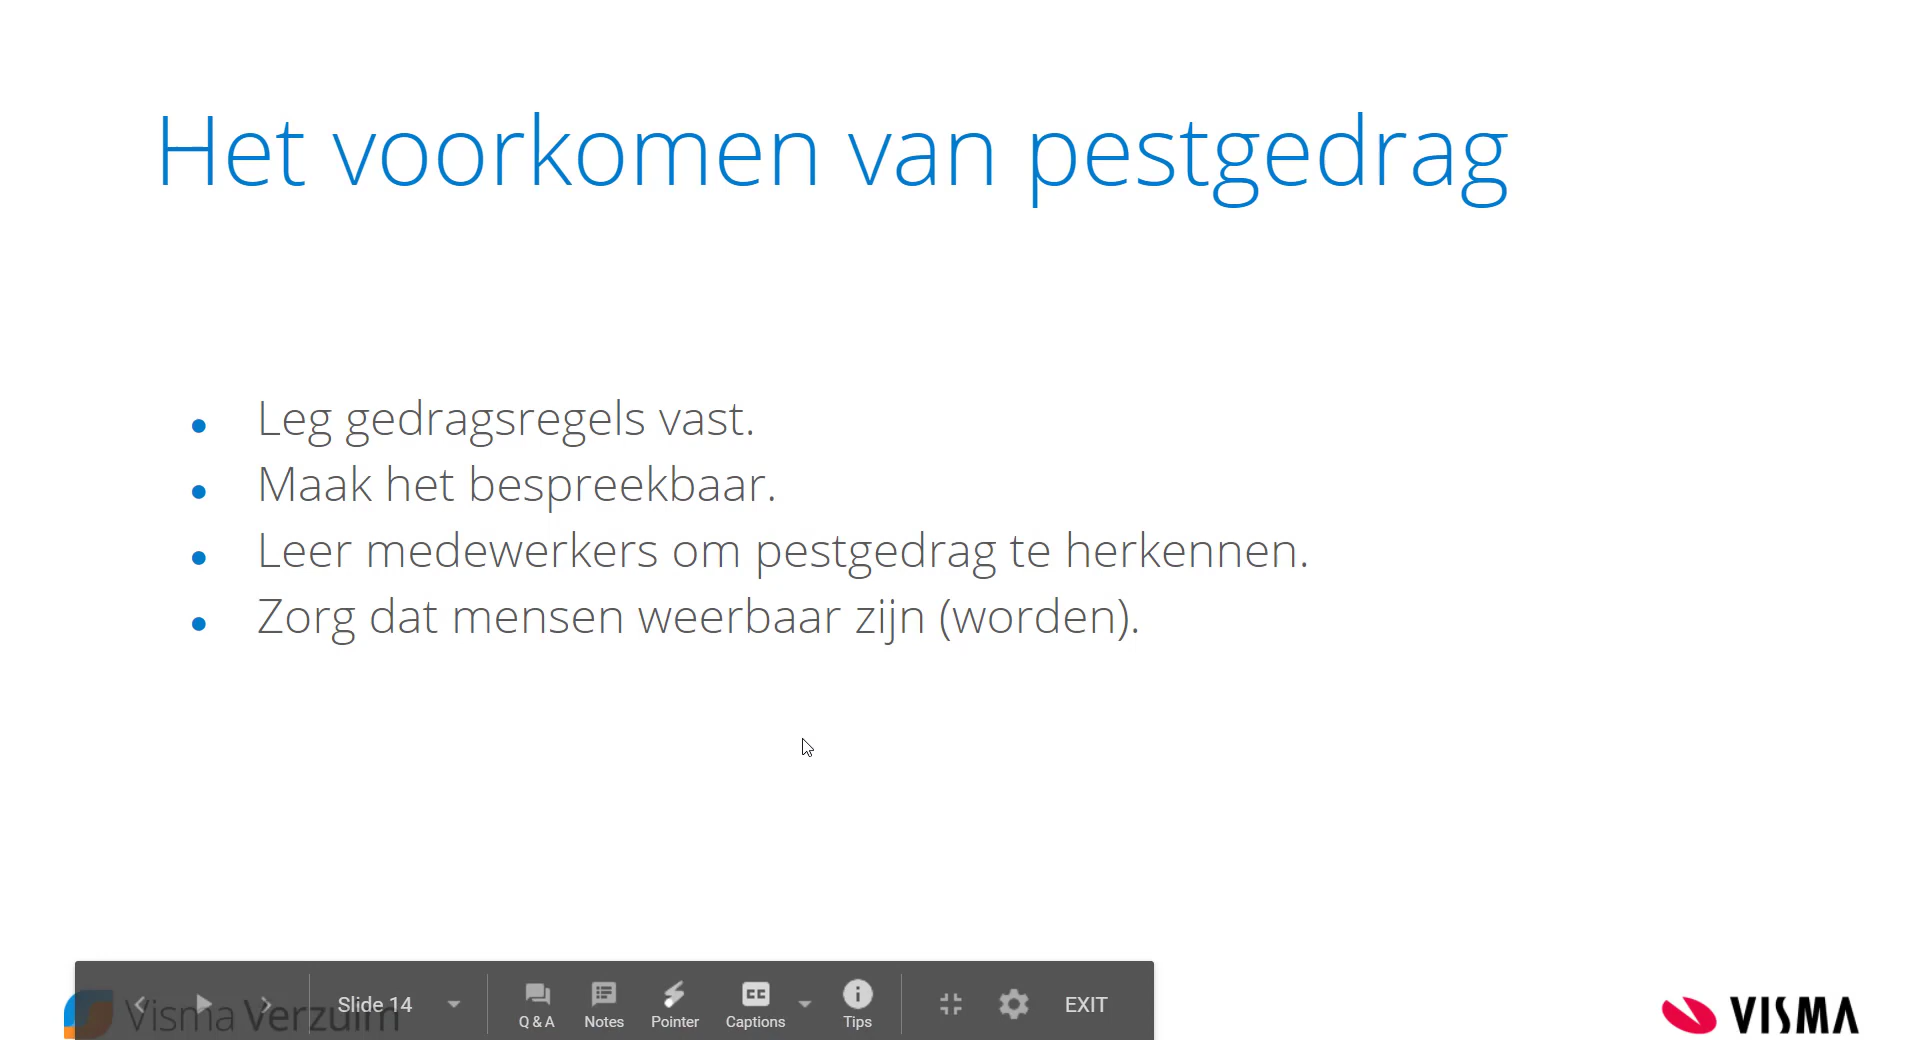 Het voorkomen van pestgedrag
Leg gedragsregels vast.
Maak het bespreekbaar.
Leer medewerkers om pestgedrag te herkennen.
Zorg dat mensen weerbaar zijn (worden).
Visma Verzuim
Slide 14
Q & A
Notes
Pointer
Captions
Tips
EXIT
VISMA